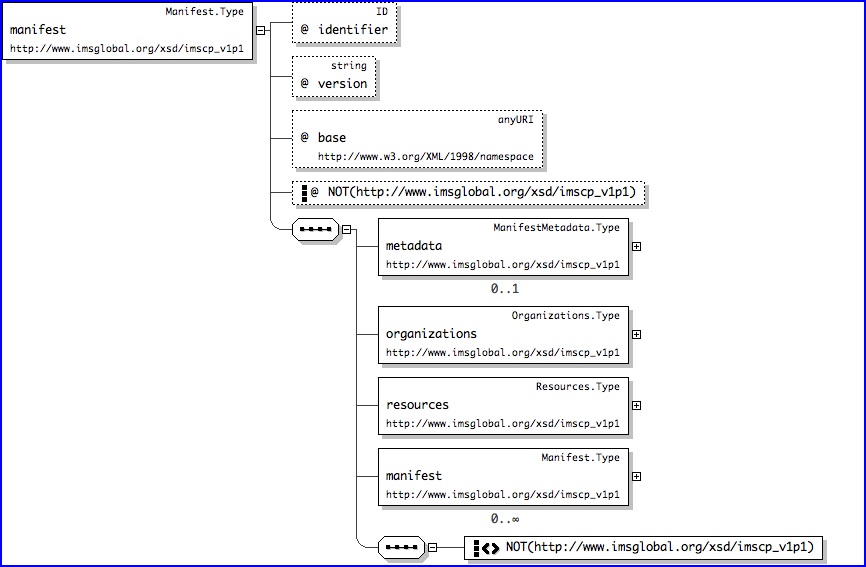 Manifest.Type
manifest
http://www.imsglobal.org/xsd/imscp_v1p1
ID
@ identifier
string
@ version
anyURI
@ base
http://www.w3.org/XML/1998/namespace
@ NOT(http://www.imsglobal.org/xsd/imscp_v1p1)
ManifestMetadata.Type
metadata
http://www.imsglobal.org/xsd/imscp_v1p1
0..1
Organizations.Type
organizations
http://www.imsglobal.org/xsd/imscp_v1p1
Resources.Type
resources
http://www.imsglobal.org/xsd/imscp_v1p1
Manifest.Type
manifest
http://www.imsglobal.org/xsd/imscp_v1p1
0..∞
<> NOT(http://www.imsglobal.org/xsd/imscp_v1p1)